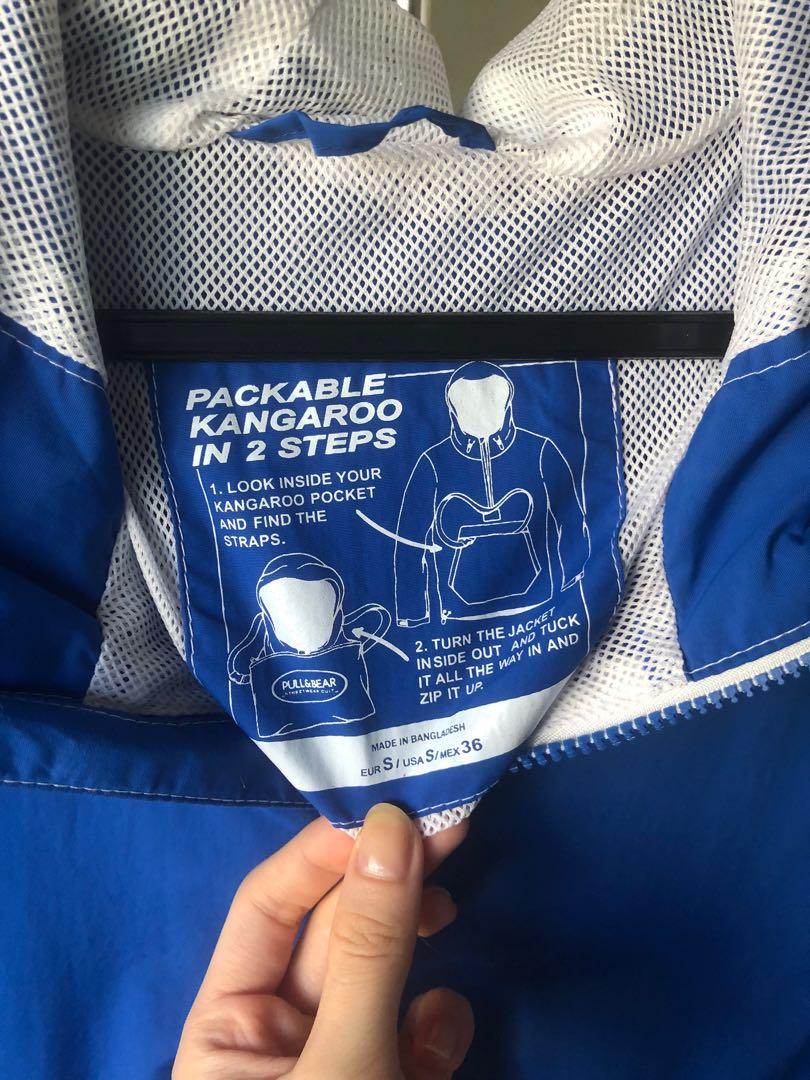 PACKABLE
KANGAROO
IN 2 STEPS
1. LOOK INSIDE YOUR
KANGAROO POCKET
AND FIND THE
STRAPS.
2. TURN THE JACKET
INSIDE OUT AND TUCK
IT ALL THE WAY IN AND
ZIP IT UP.
PULL&BEAR
MADE IN BANGLADESH
EUR S / USA S / MEX 36